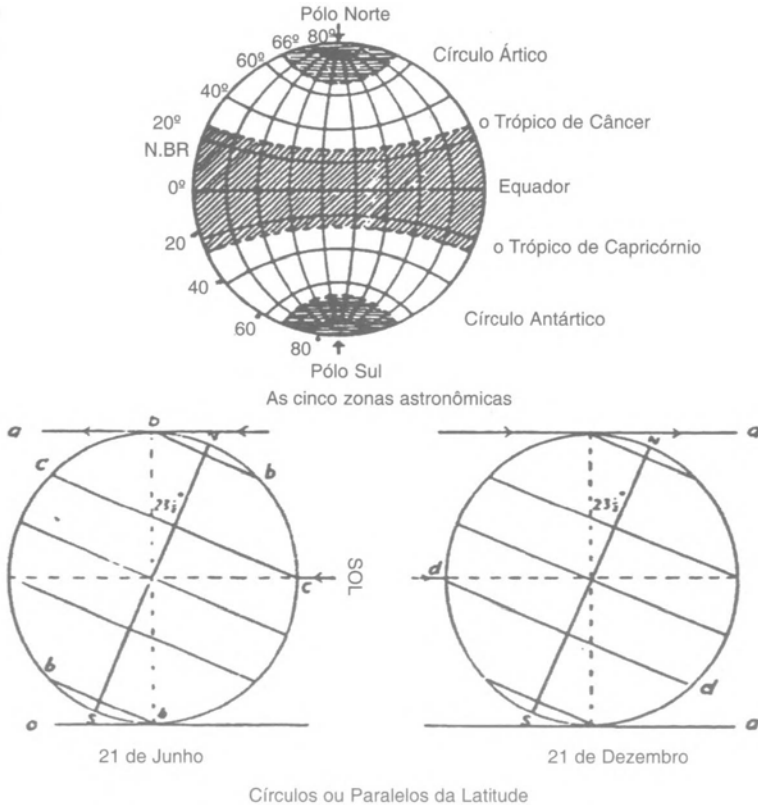 Pólo Norte
80º
66º
60º
Círculo Ártico
40º
20º
o Trópico de Câncer
N.BR
0º
Equador
20
o Trópico de Capricórnio
40
60
Círculo Antártico
80
Pólo Sul
As cinco zonas astronômicas
a
b
a
N
N
c
b
23½°
23½°
SOL
c
d
b
d
s
b
s
o
a
21 de Junho
21 de Dezembro
Círculos ou Paralelos da Latitude